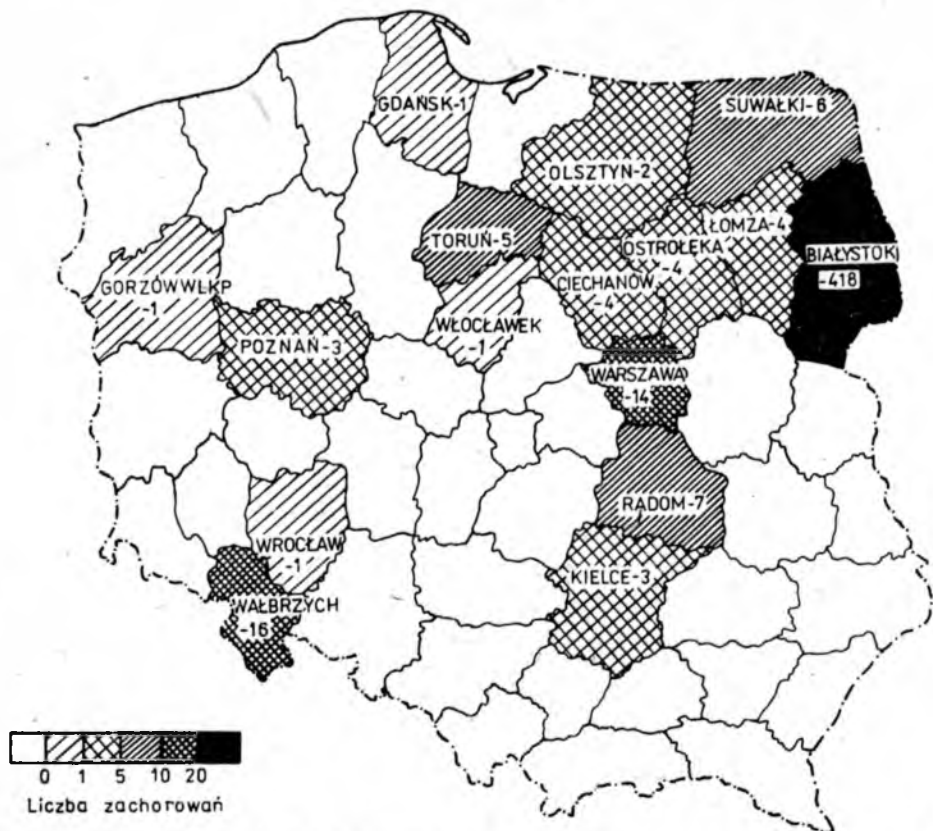 GDAŃSK-1
SUWAŁKI-6
OLSZTYN-2
ŁOMZA-4
TORUŃ-5
OSTROŁĘKA
-4
BIAŁYSTOK
-418
CIECHANÓW-
-4
GORZÓWWLKP
-1
WŁOCŁAWEK
-1
POZNAŃ-3
WARSZAWA
-14
RADOM-7
WROCŁAW
-1
KIELCE-3
WAŁBRZYCH
-16
0 1 5 10 20
Liczba zachorowań